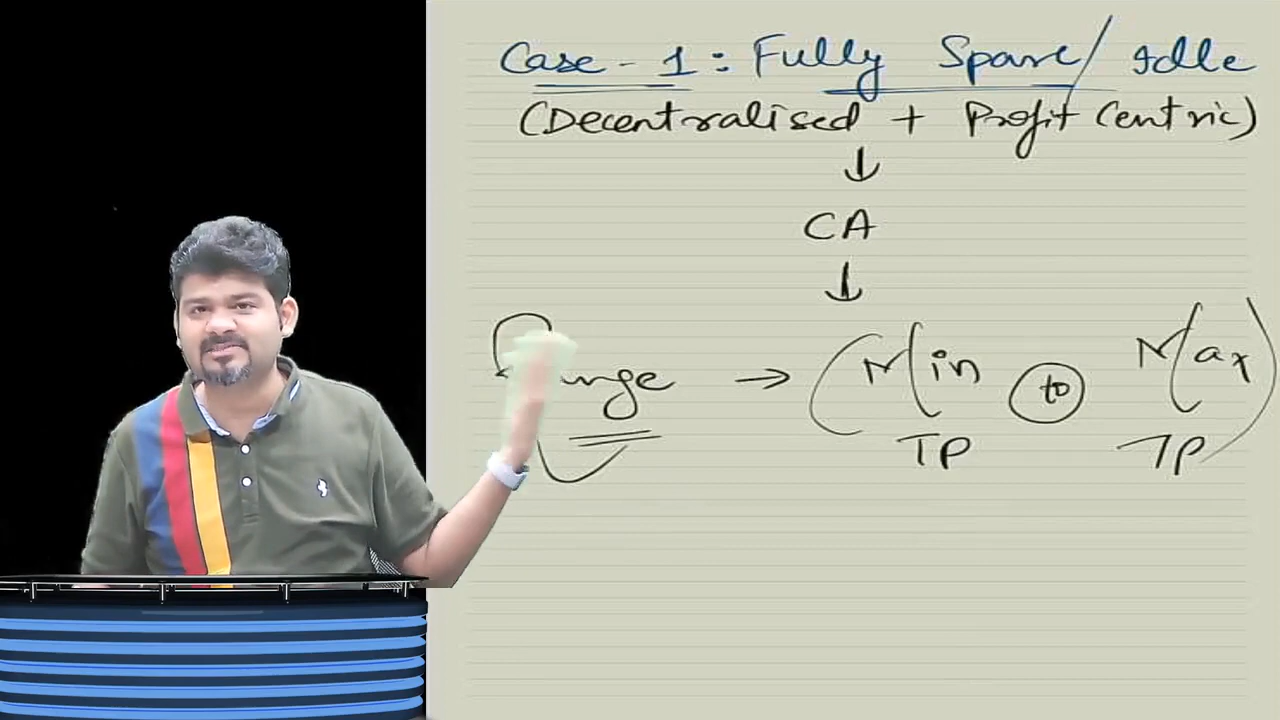 Case - 1 : Fully Spare/ Idle
(Decentralised + Profit Centric)
↓
CA
↓
→ (Min to Max)
TP TP